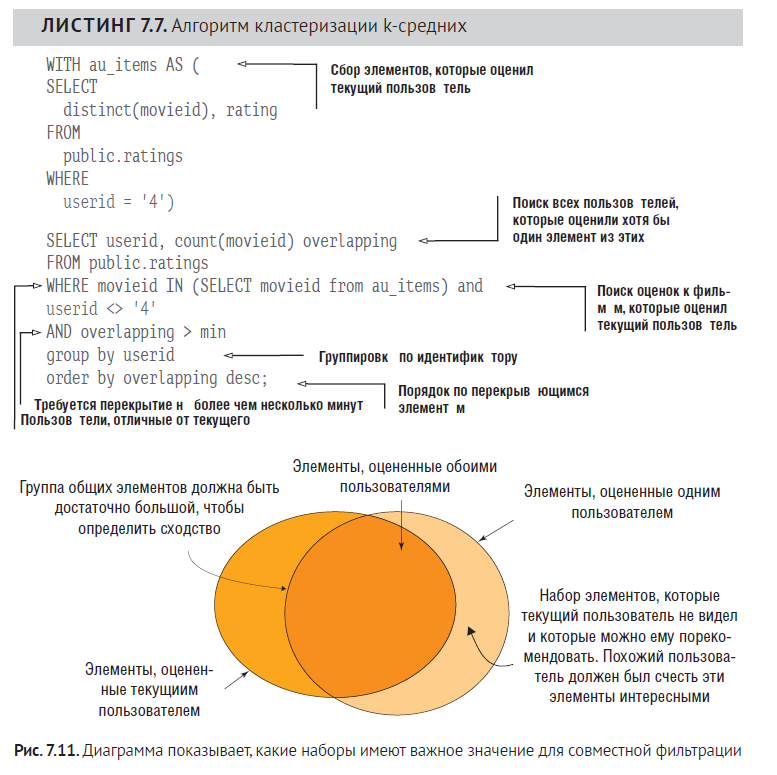 ЛИСТИНГ 7.7. Алгоритм кластеризации k-средних
WITH au_items AS (
SELECT
distinct(movieid), rating
FROM
public.ratings
WHERE
userid = '4')
Сбор элементов, которые оценил
текущий пользов тель
SELECT userid, count(movieid) overlapping
FROM public.ratings
WHERE movieid IN (SELECT movieid from au_items) and
userid <> '4'
AND overlapping > min
group by userid
order by overlapping desc;
Поиск всех пользов телей,
которые оценили хотя бы
один элемент из этих
Поиск оценок к филь-
м м, которые оценил
текущий пользов тель
Группировк по идентифик тору
Порядок по перекрыв ющимся
элемент м
Требуется перекрытие н более чем несколько минут
Пользов тели, отличные от текущего
Элементы, оцененные обоими
пользователями
Группа общих элементов должна быть
достаточно большой, чтобы
определить сходство
Элементы, оцененные одним
пользователем
Набор элементов, которые
текущий пользователь не видел
и которые можно ему пореко-
мендовать. Похожий пользова-
тель должен был счесть эти
элементы интересными
Элементы, оценен-
ные текущиим
пользователем
Рис. 7.11. Диаграмма показывает, какие наборы имеют важное значение для совместной фильтрации